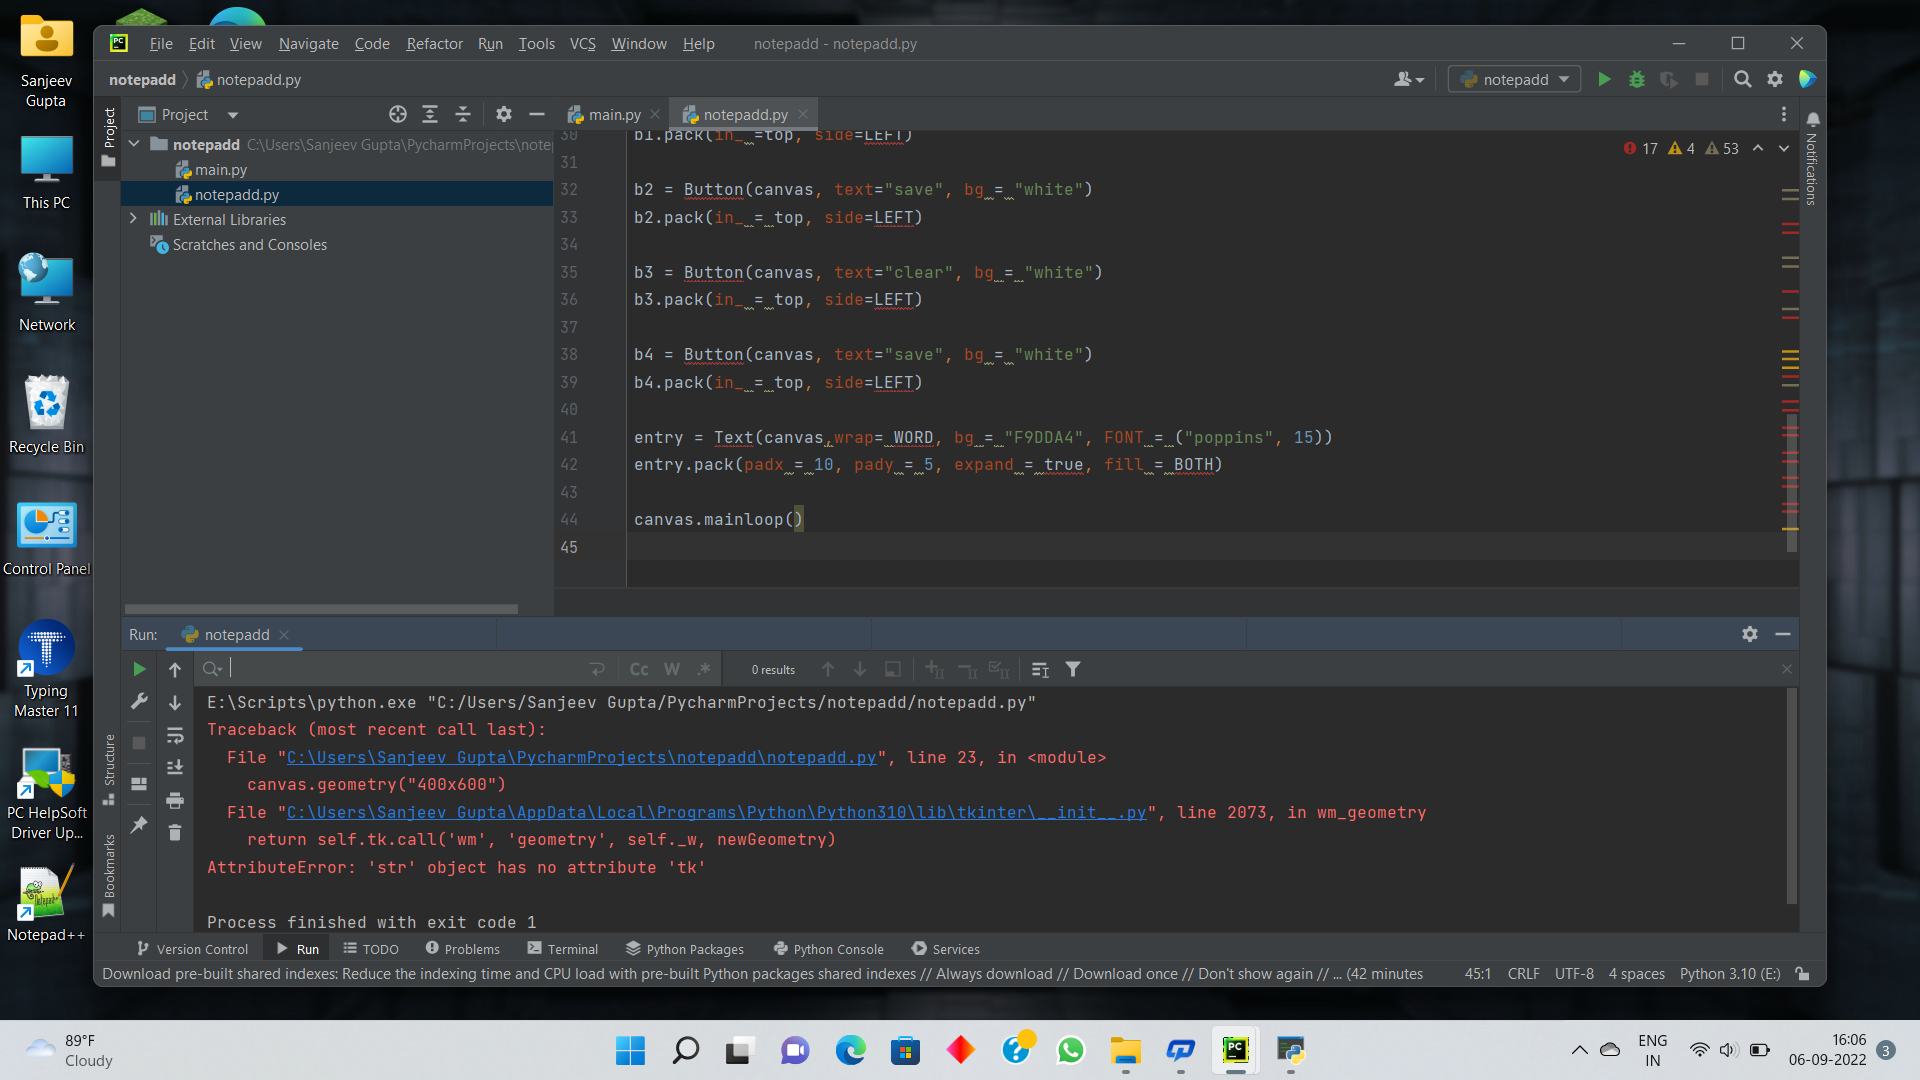 Sanjeev
Gupta
This PC
Network
Recycle Bin
Control Panel
Typing
Master 11
PC HelpSoft
Driver Up...
Notepad++
PC
File Edit View Navigate Code Refactor Run Tools VCS Window Help notepadd - notepadd.py
notepadd notepadd.py
notepadd
Project
Project
main.py
notepadd.py
notepadd C:\Users\Sanjeev Gupta\PycharmProjects\note
main.py
notepadd.py
External Libraries
Scratches and Consoles
17 4 53
Notifications
30 b1.pack(in_ =top, side=LEFT)
31
32 b2 = Button(canvas, text="save", bg = "white")
33 b2.pack(in_ = top, side=LEFT)
34
35 b3 = Button(canvas, text="clear", bg = "white")
36 b3.pack(in_ = top, side=LEFT)
37
38 b4 = Button(canvas, text="save", bg = "white")
39 b4.pack(in_ = top, side=LEFT)
40
41 entry = Text(canvas,wrap= WORD, bg = "F9DDA4", FONT = ("poppins", 15))
42 entry.pack(padx = 10, pady = 5, expand = true, fill = BOTH)
43
44 canvas.mainloop()
45
Run: notepadd
Cc W .* 0 results
Structure
Bookmarks
E:\Scripts\python.exe "C:/Users/Sanjeev Gupta/PycharmProjects/notepadd/notepadd.py"
Traceback (most recent call last):
File "C:\Users\Sanjeev Gupta\PycharmProjects\notepadd\notepadd.py", line 23, in <module>
canvas.geometry("400x600")
File "C:\Users\Sanjeev Gupta\AppData\Local\Programs\Python\Python310\lib\tkinter\__init__.py", line 2073, in wm_geometry
return self.tk.call('wm', 'geometry', self._w, newGeometry)
AttributeError: 'str' object has no attribute 'tk'
Process finished with exit code 1
Version Control Run TODO Problems Terminal Python Packages Python Console Services
Download pre-built shared indexes: Reduce the indexing time and CPU load with pre-built Python packages shared indexes // Always download // Download once // Don't show again // ... (42 minutes 45:1 CRLF UTF-8 4 spaces Python 3.10 (E:)
89°F
Cloudy
PC
ENG
IN
16:06
06-09-2022
3